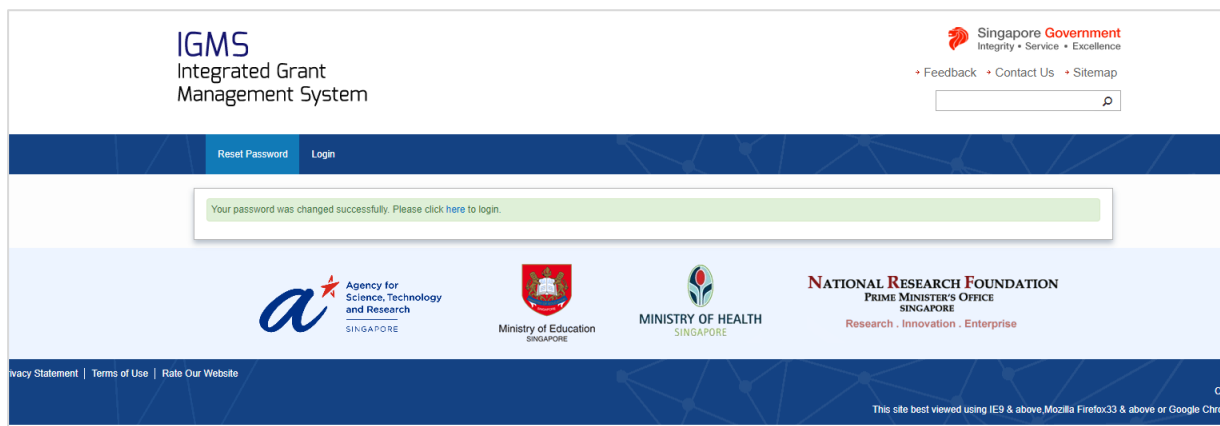 IGMS
Integrated Grant
Management System
Singapore Government
Integrity • Service • Excellence
Feedback Contact Us Sitemap
Reset Password Login
Your password was changed successfully. Please click here to login.
Agency for
Science, Technology
and Research
SINGAPORE
Ministry of Education
SINGAPORE
MINISTRY OF HEALTH
SINGAPORE
NATIONAL RESEARCH FOUNDATION
PRIME MINISTER'S OFFICE
SINGAPORE
Research . Innovation . Enterprise
ivacy Statement | Terms of Use | Rate Our Website
This site best viewed using IE9 & above,Mozilla Firefox33 & above or Google Chr